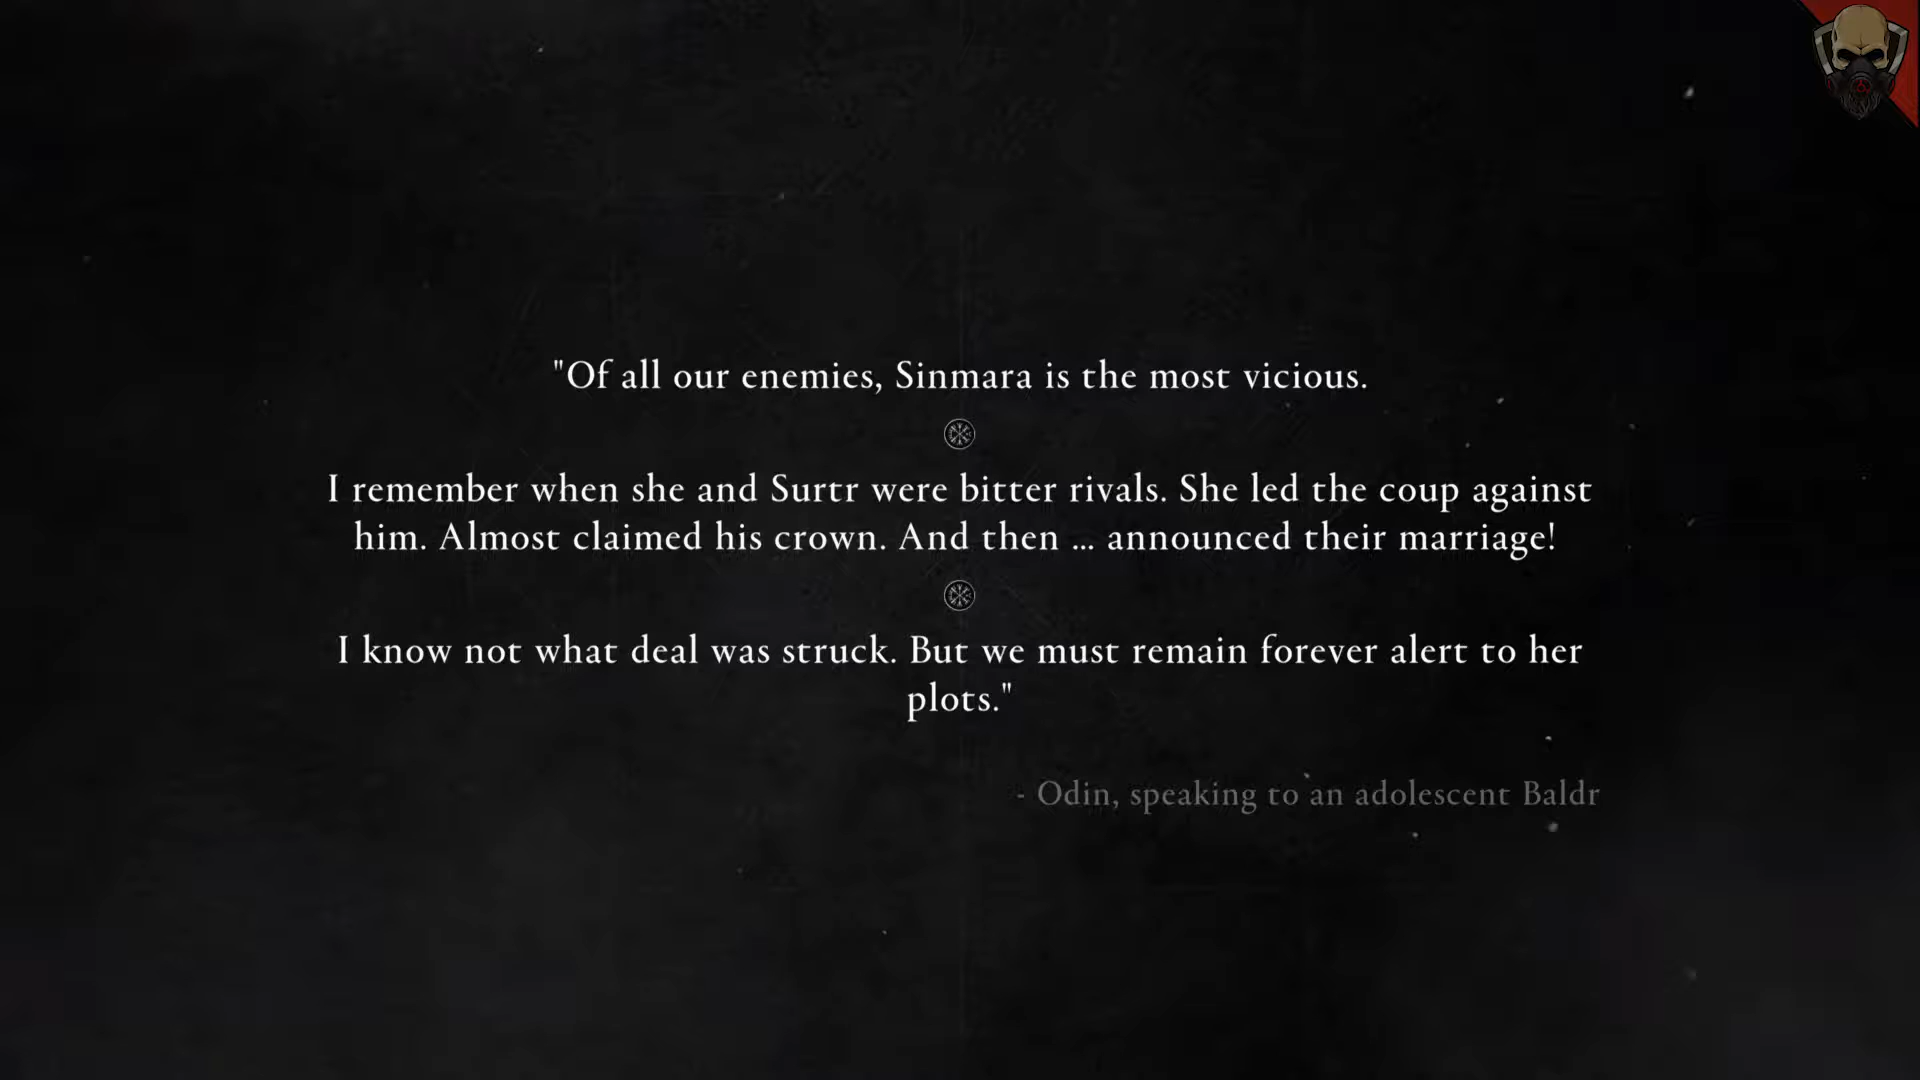 "Of all our enemies, Sinmara is the most vicious.
I remember when she and Surtr were bitter rivals. She led the coup against
him. Almost claimed his crown. And then ... announced their marriage!
I know not what deal was struck. But we must remain forever alert to her
plots."
- Odin, speaking to an adolescent Baldr